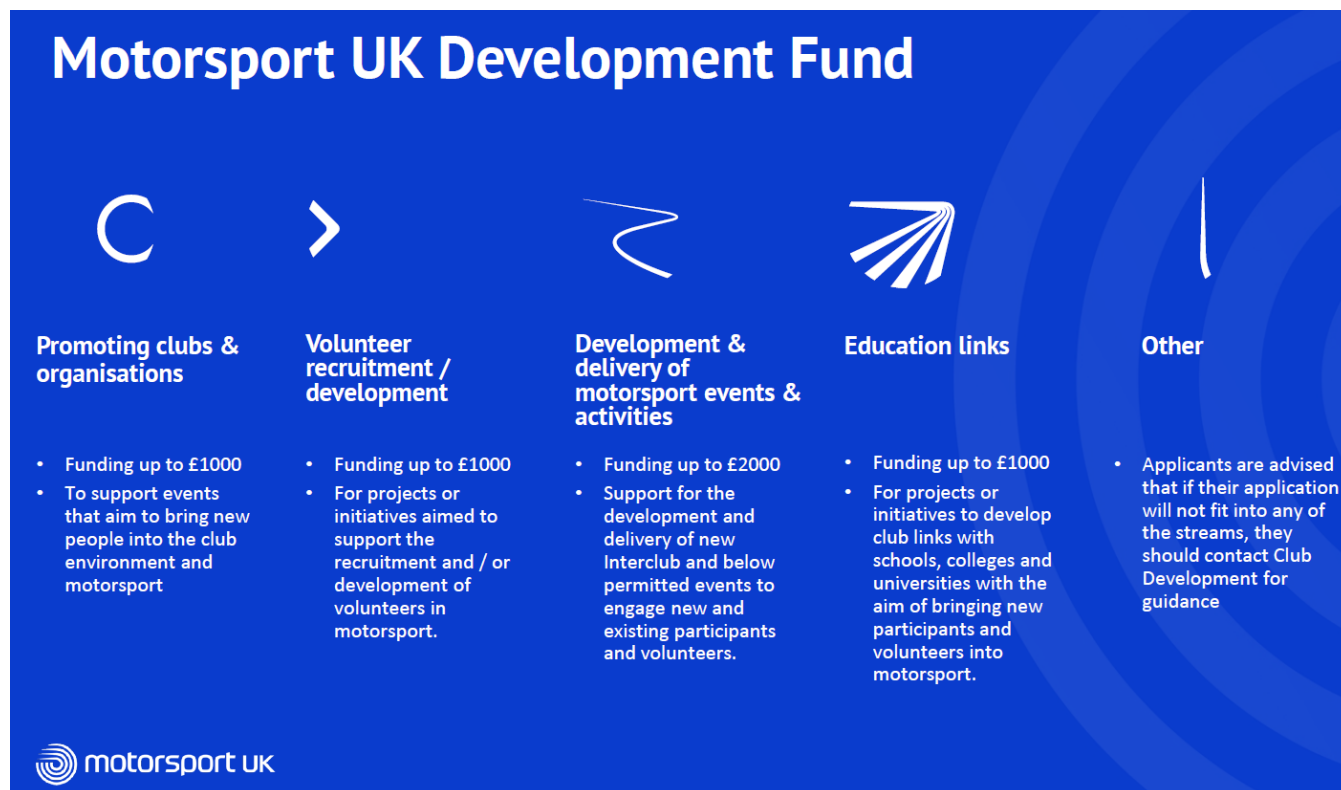 Motorsport UK Development Fund
Promoting clubs &
organisations
• Funding up to £1000
• To support events
that aim to bring new
people into the club
environment and
motorsport
Volunteer
recruitment /
development
• Funding up to £1000
• For projects or
initiatives aimed to
support the
recruitment and / or
development of
volunteers in
motorsport.
Development &
delivery of
motorsport events &
activities
• Funding up to £2000
• Support for the
development and
delivery of new
Interclub and below
permitted events to
engage new and
existing participants
and volunteers.
Education links
• Funding up to £1000
• For projects or
initiatives to develop
club links with
schools, colleges and
universities with the
aim of bringing new
participants and
volunteers into
motorsport.
Other
• Applicants are advised
that if their application
will not fit into any of
the streams, they
should contact Club
Development for
guidance
motorsport UK